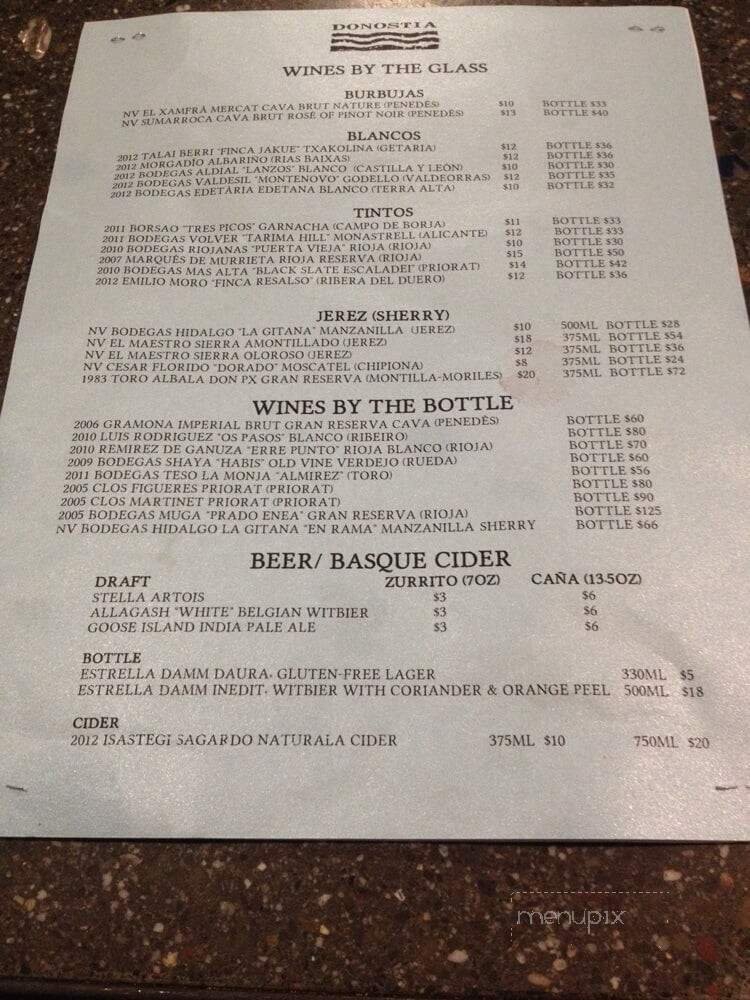 DONOSTIA
WINES BY THE GLASS
BURBUJAS
NV EL XAMFRÀ MERCAT CAVA BRUT NATURE (PENEDÈS) $10 BOTTLE $33
NV SUMARROCA CAVA BRUT ROSÉ OF PINOT NOIR (PENEDÈS) $13 BOTTLE $40
BLANCOS
2012 TALAI BERRI "FINCA JAKUE" TXAKOLINA (GETARIA) $12 BOTTLE $36
2012 MORGADÍO ALBARIÑO (RIAS BAIXAS) $12 BOTTLE $36
2012 BODEGAS ALDIAL "LANZOS" BLANCO (CASTILLA Y LEÓN) $10 BOTTLE $30
2012 BODEGAS VALDESIL "MONTENOVO" GODELLO (VALDEORRAS) $12 BOTTLE $35
2012 BODEGAS EDETÀRIA EDETANA BLANCO (TERRA ALTA) $10 BOTTLE $32
TINTOS
2011 BORSAO "TRES PICOS" GARNACHA (CAMPO DE BORJA) $11 BOTTLE $33
2011 BODEGAS VOLVER "TARIMA HILL" MONASTRELL (ALICANTE) $12 BOTTLE $33
2010 BODEGAS RIOJANAS "PUERTA VIEJA" RIOJA (RIOJA) $10 BOTTLE $30
2007 MARQUÉS DE MURRIETA RIOJA RESERVA (RIOJA) $15 BOTTLE $50
2010 BODEGAS MAS ALTA "BLACK SLATE ESCALADEI" (PRIORAT) $14 BOTTLE $42
2012 EMILIO MORO "FINCA RESALSO" (RIBERA DEL DUERO) $12 BOTTLE $36
JEREZ (SHERRY)
NV BODEGAS HIDALGO "LA GITANA" MANZANILLA (JEREZ) $10 500ML BOTTLE $28
NV EL MAESTRO SIERRA AMONTILLADO (JEREZ) $18 375ML BOTTLE $54
NV EL MAESTRO SIERRA OLOROSO (JEREZ) $12 375ML BOTTLE $36
NV CESAR FLORIDO "DORADO" MOSCATEL (CHIPIONA) $8 375ML BOTTLE $24
1983 TORO ALBALA DON PX GRAN RESERVA (MONTILLA-MORILES) $20 375ML BOTTLE $72
WINES BY THE BOTTLE
2006 GRAMONA IMPERIAL BRUT GRAN RESERVA CAVA (PENEDÈS) BOTTLE $60
2010 LUIS RODRIGUEZ "OS PASOS" BLANCO (RIBEIRO) BOTTLE $80
2010 REMIREZ DE GANUZA "ERRE PUNTO" RIOJA BLANCO (RIOJA) BOTTLE $70
2009 BODEGAS SHAYA "HABIS" OLD VINE VERDEJO (RUEDA) BOTTLE $60
2011 BODEGAS TESO LA MONJA "ALMIREZ" (TORO) BOTTLE $56
2005 CLOS FIGUERES PRIORAT (PRIORAT) BOTTLE $80
2005 CLOS MARTINET PRIORAT (PRIORAT) BOTTLE $90
2005 BODEGAS MUGA "PRADO ENEA" GRAN RESERVA (RIOJA) BOTTLE $125
NV BODEGAS HIDALGO LA GITANA "EN RAMA" MANZANILLA SHERRY BOTTLE $66
BEER/ BASQUE CIDER
DRAFT ZURRITO (7OZ) CAÑA (13.5OZ)
STELLA ARTOIS $3 $6
ALLAGASH "WHITE" BELGIAN WITBIER $3 $6
GOOSE ISLAND INDIA PALE ALE $3 $6
BOTTLE
ESTRELLA DAMM DAURA, GLUTEN-FREE LAGER 330ML $5
ESTRELLA DAMM INEDIT, WITBIER WITH CORIANDER & ORANGE PEEL 500ML $18
CIDER
2012 ISASTEGI SAGARDO NATURALA CIDER 375ML $10 750ML $20
menupix